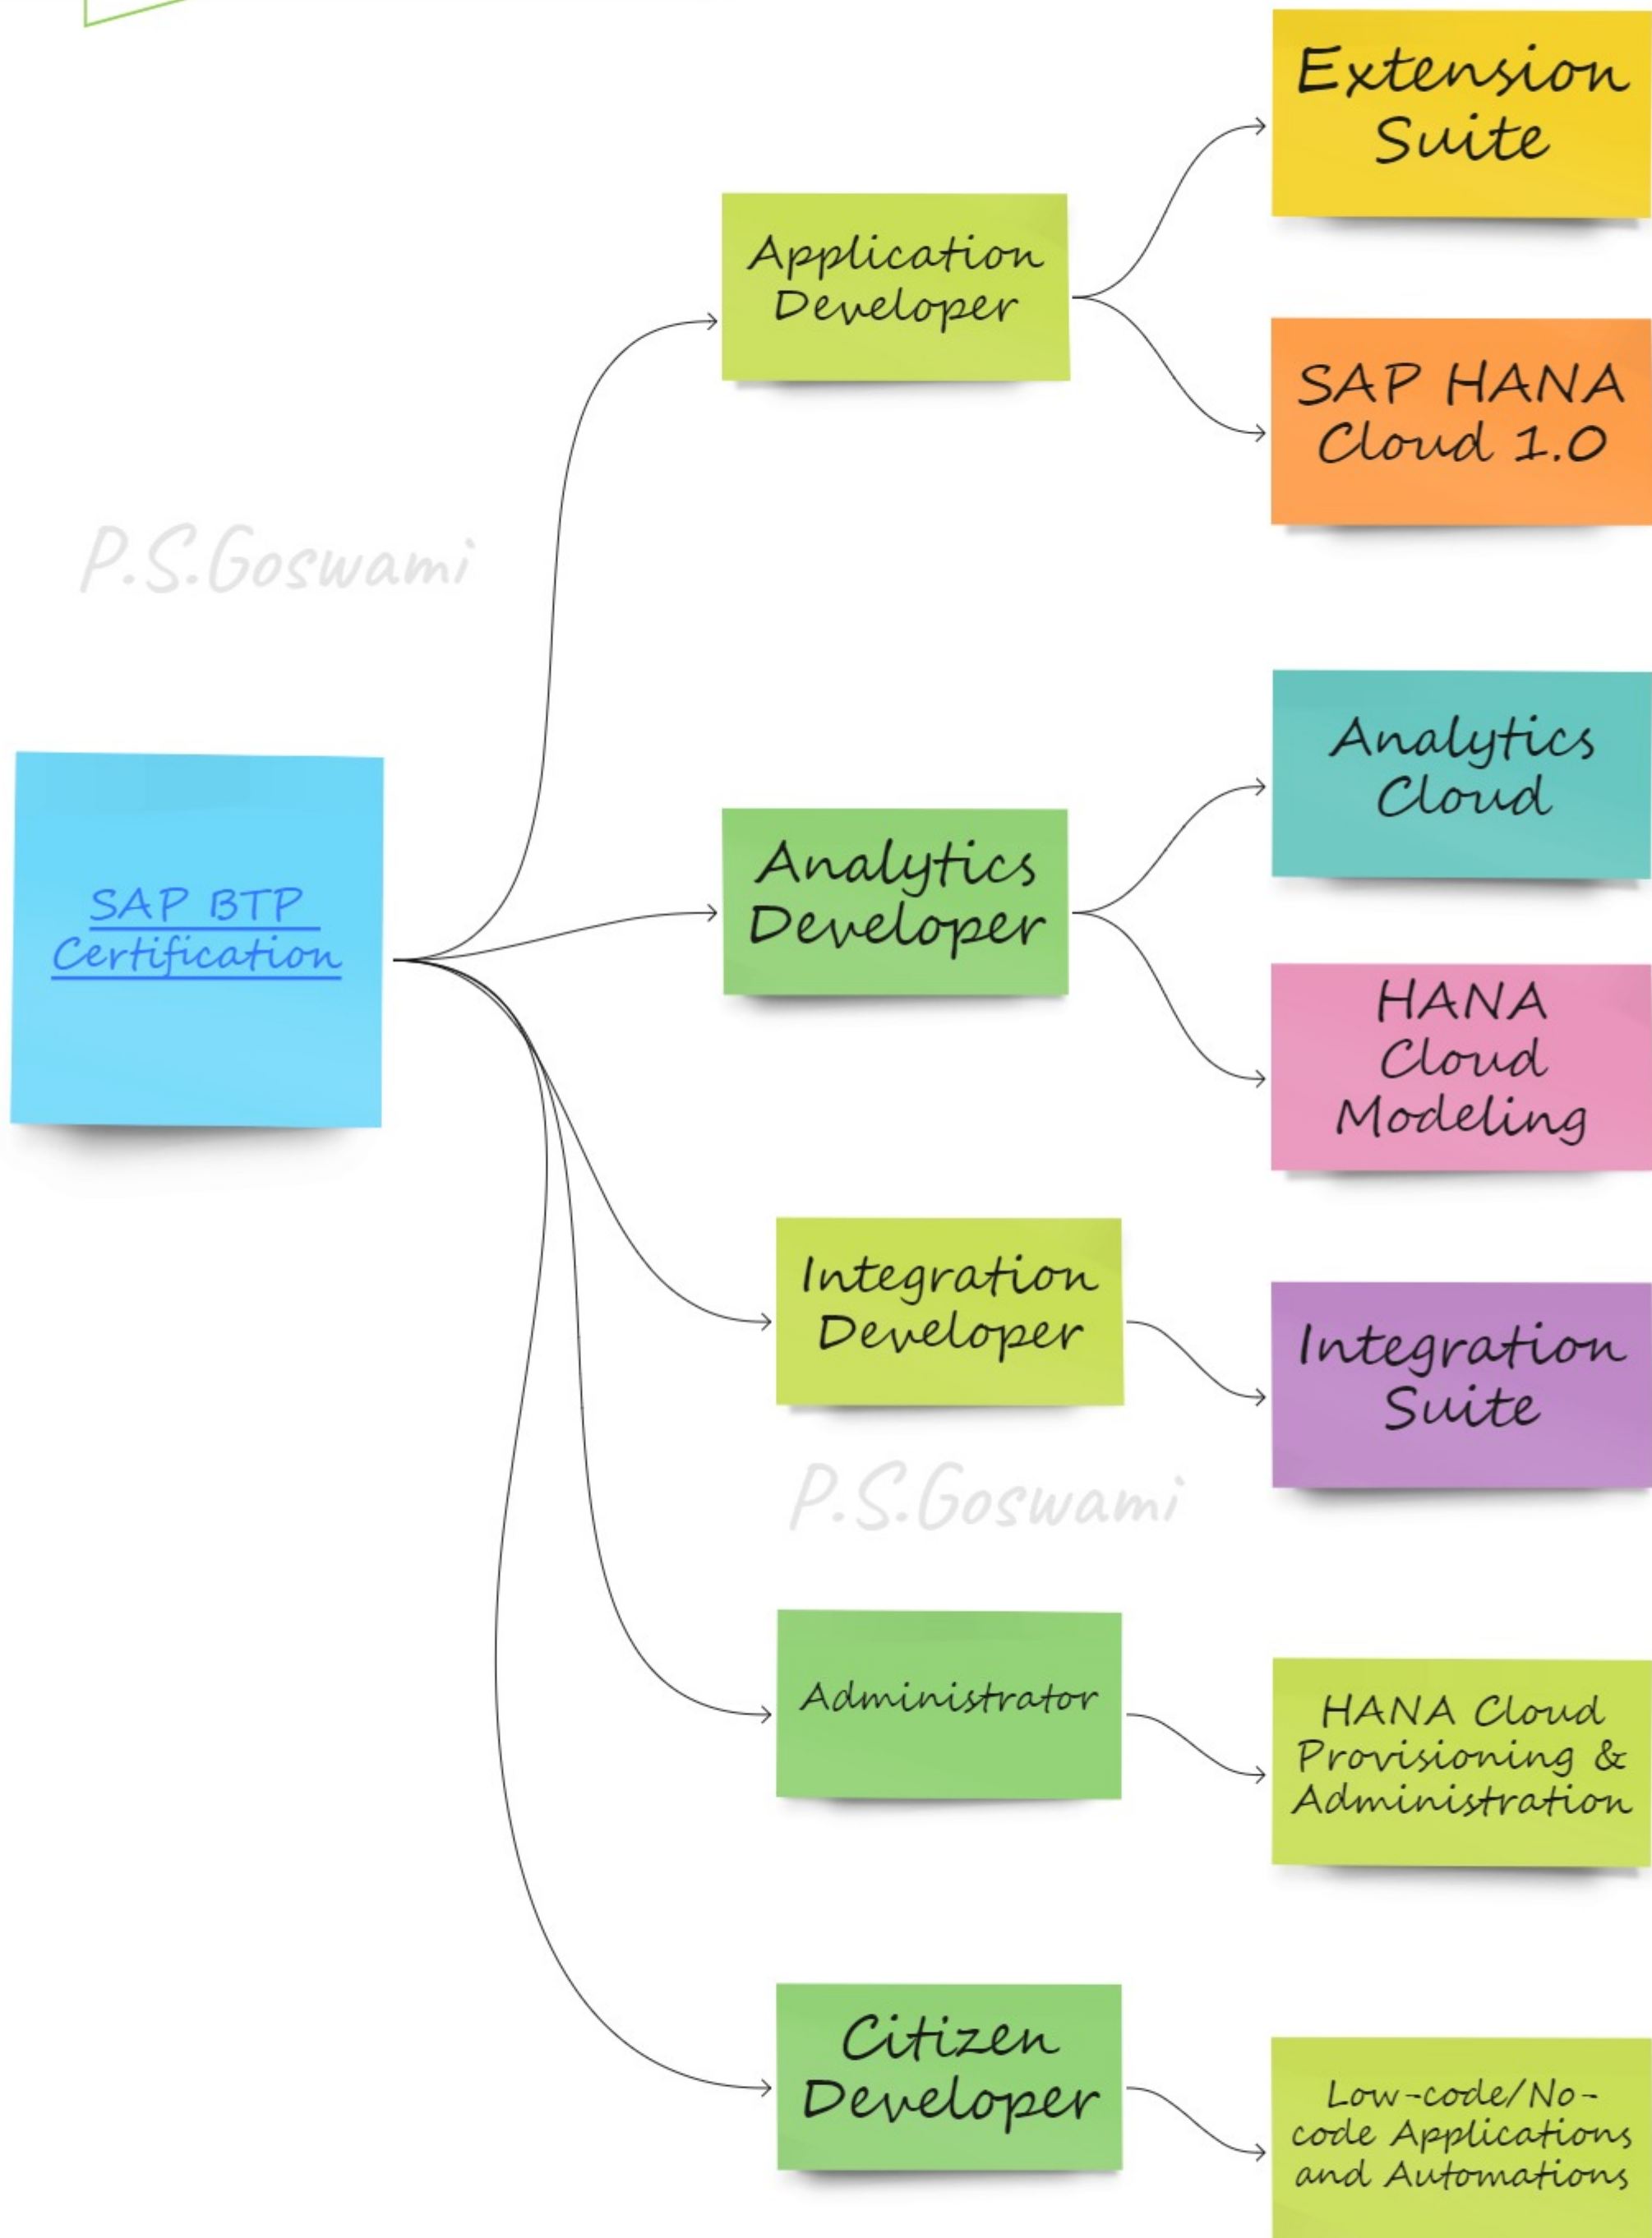 Extension
Suite
Application
Developer
SAP HANA
Cloud 1.0
P.S.Goswami
Analytics
Cloud
SAP BTP
Certification
Analytics
Developer
HANA
Cloud
Modeling
Integration
Developer
Integration
Suite
P.S.Goswami
Administrator
HANA Cloud
Provisioning &
Administration
Citizen
Developer
Low-code/No-
code Applications
and Automations